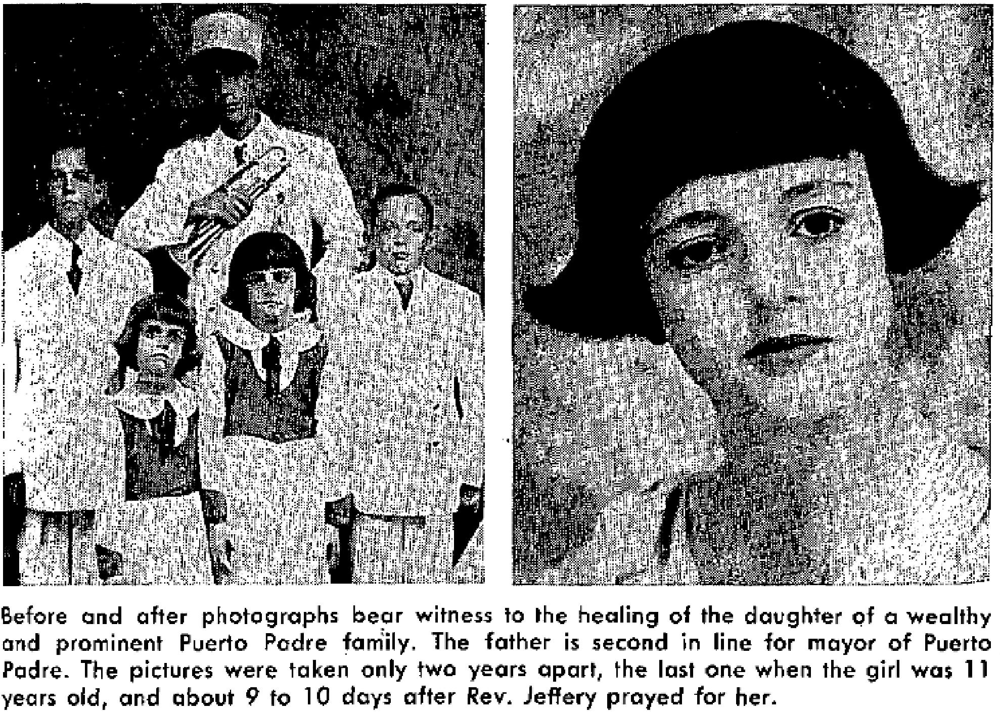 Before and after photographs bear witness to the healing of the daughter of a wealthy
and prominent Puerto Padre family. The father is second in line for mayor of Puerto
Padre. The pictures were taken only two years apart, the last one when the girl was 11
years old, and about 9 to 10 days after Rev. Jeffery prayed for her.